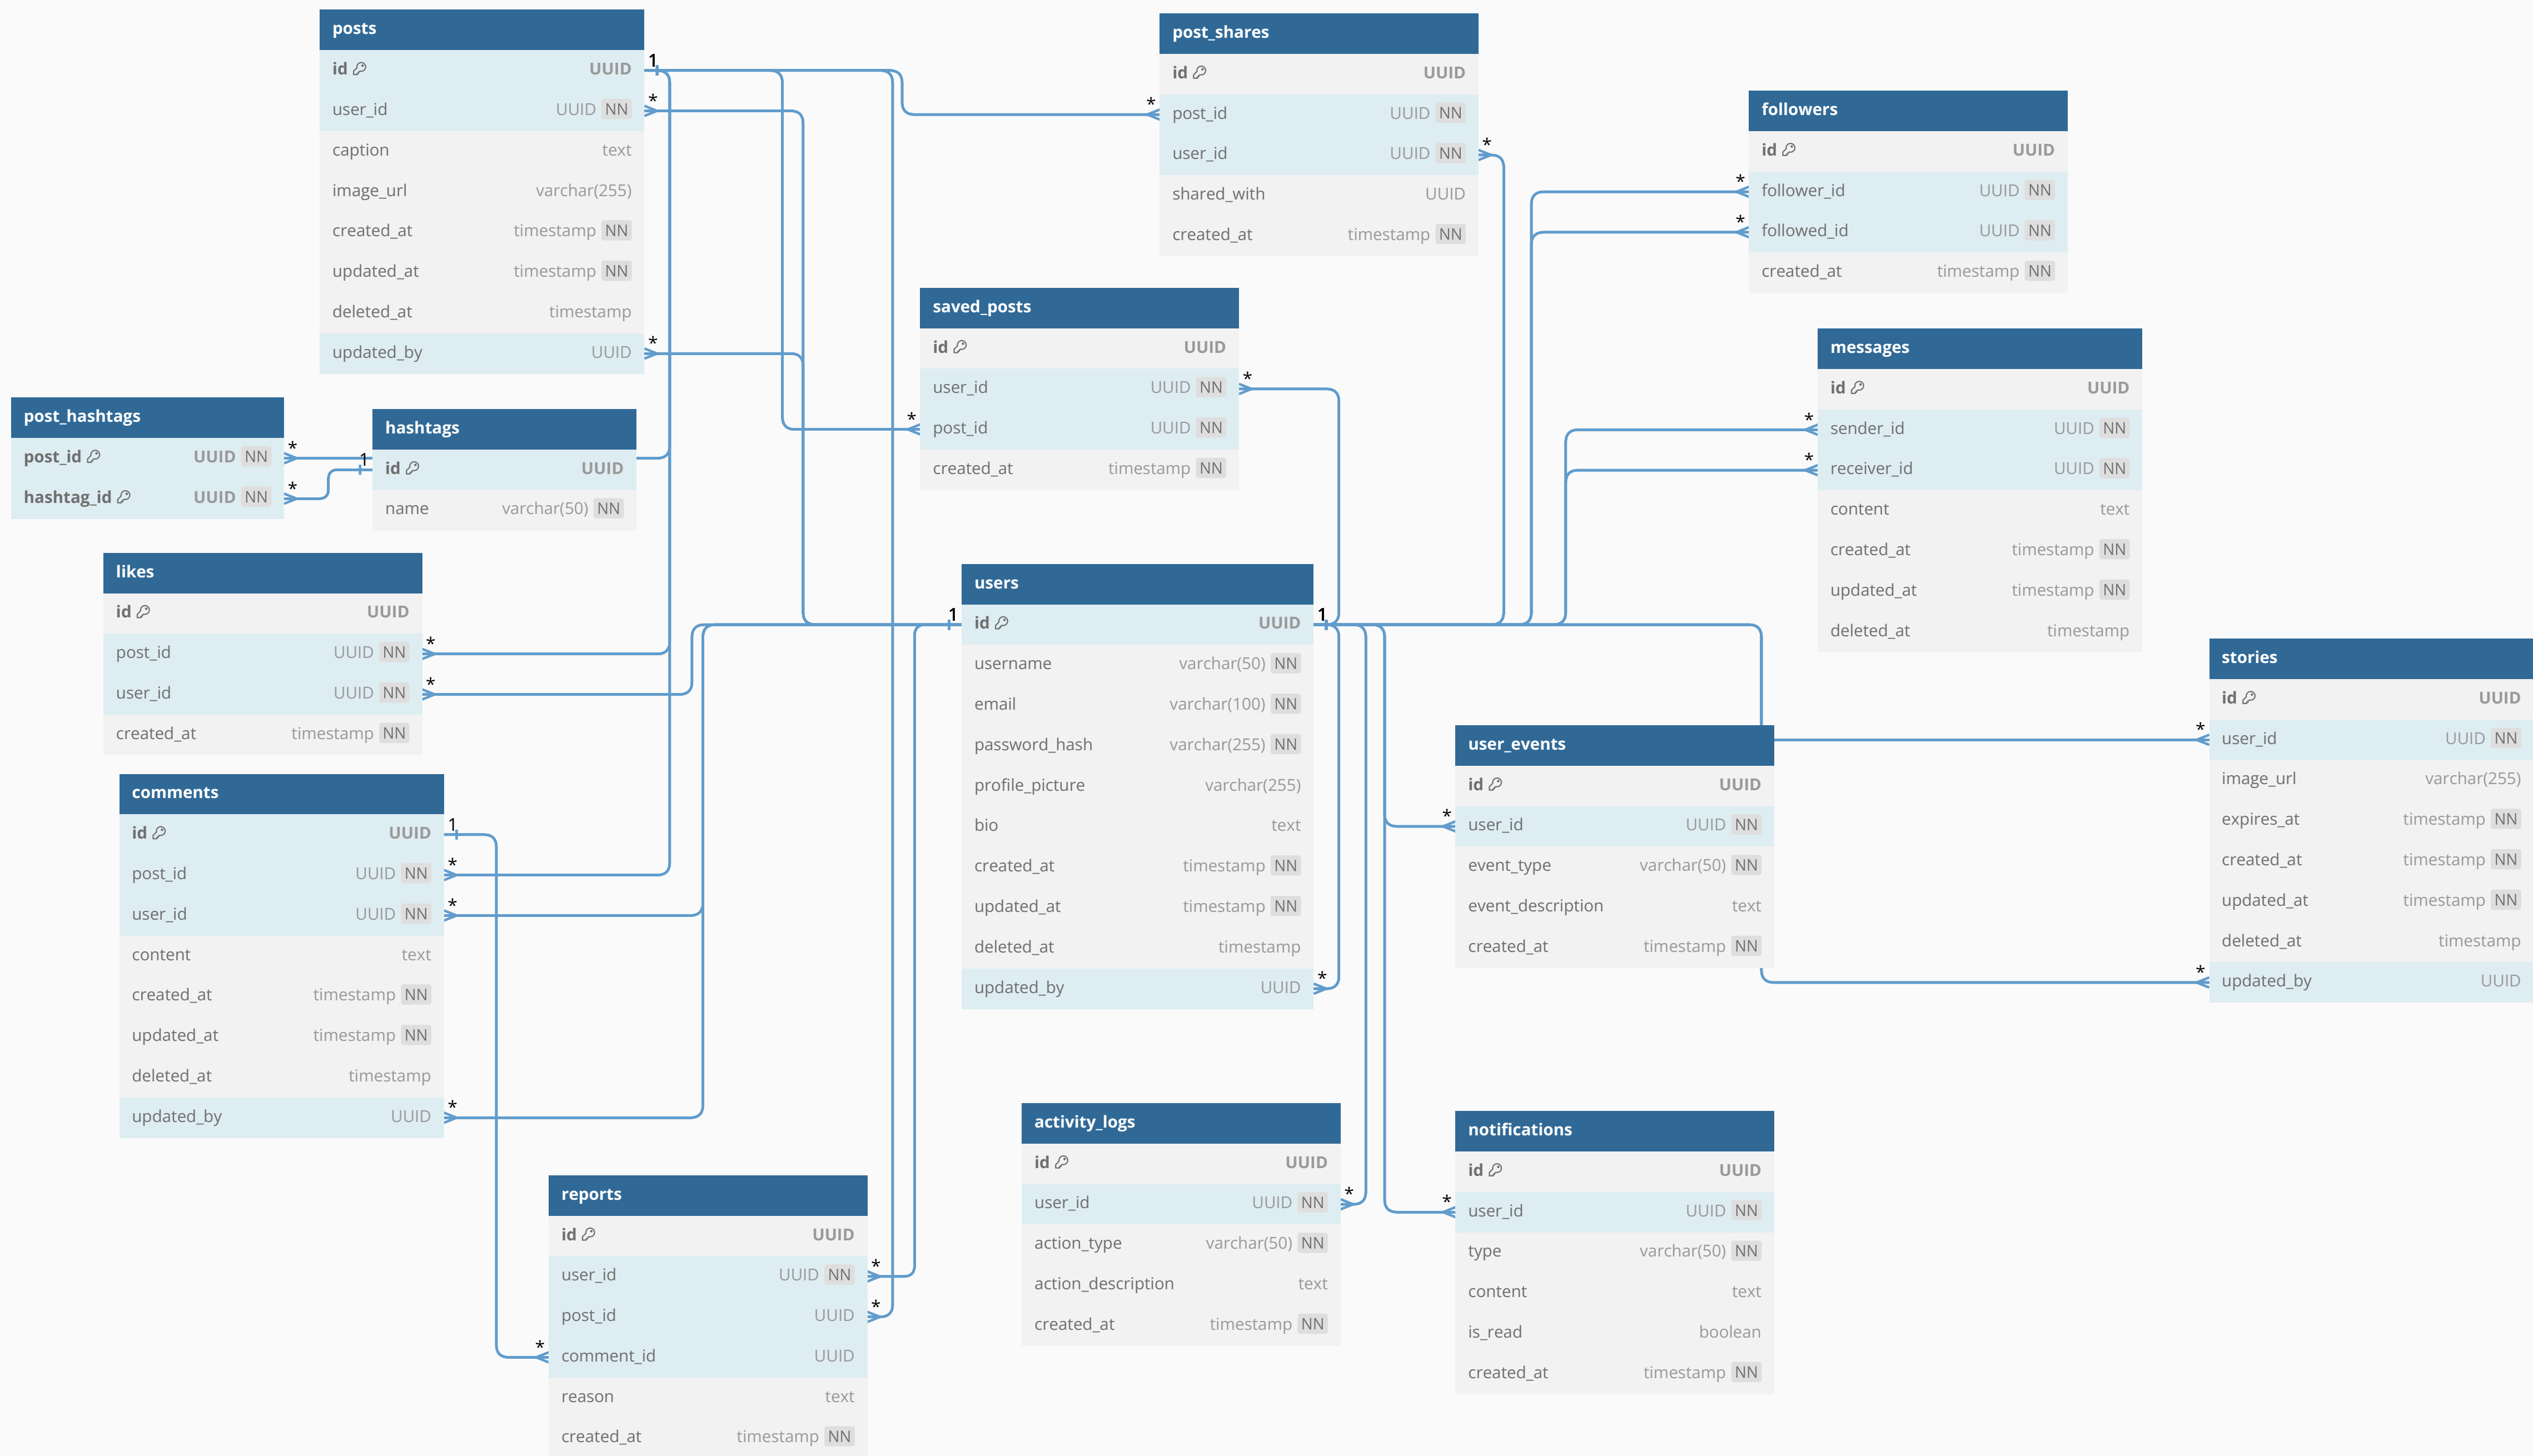 posts
id UUID
user_id UUID NN
caption text
image_url varchar(255)
created_at timestamp NN
updated_at timestamp NN
deleted_at timestamp
updated_by UUID
1
*
*
post_shares
id UUID
post_id UUID NN
user_id UUID NN
shared_with UUID
created_at timestamp NN
*
*
followers
id UUID
follower_id UUID NN
followed_id UUID NN
created_at timestamp NN
*
*
saved_posts
id UUID
user_id UUID NN
post_id UUID NN
created_at timestamp NN
*
*
messages
id UUID
sender_id UUID NN
receiver_id UUID NN
content text
created_at timestamp NN
updated_at timestamp NN
deleted_at timestamp
*
*
post_hashtags
post_id UUID NN
hashtag_id UUID NN
*
*
hashtags
id UUID
name varchar(50) NN
1
likes
id UUID
post_id UUID NN
user_id UUID NN
created_at timestamp NN
*
*
users
id UUID
username varchar(50) NN
email varchar(100) NN
password_hash varchar(255) NN
profile_picture varchar(255)
bio text
created_at timestamp NN
updated_at timestamp NN
deleted_at timestamp
updated_by UUID
1
1
*
stories
id UUID
user_id UUID NN
image_url varchar(255)
expires_at timestamp NN
created_at timestamp NN
updated_at timestamp NN
deleted_at timestamp
updated_by UUID
*
*
user_events
id UUID
user_id UUID NN
event_type varchar(50) NN
event_description text
created_at timestamp NN
*
comments
id UUID
post_id UUID NN
user_id UUID NN
content text
created_at timestamp NN
updated_at timestamp NN
deleted_at timestamp
updated_by UUID
1
*
*
*
activity_logs
id UUID
user_id UUID NN
action_type varchar(50) NN
action_description text
created_at timestamp NN
*
notifications
id UUID
user_id UUID NN
type varchar(50) NN
content text
is_read boolean
created_at timestamp NN
*
reports
id UUID
user_id UUID NN
post_id UUID
comment_id UUID
reason text
created_at timestamp NN
*
*
*